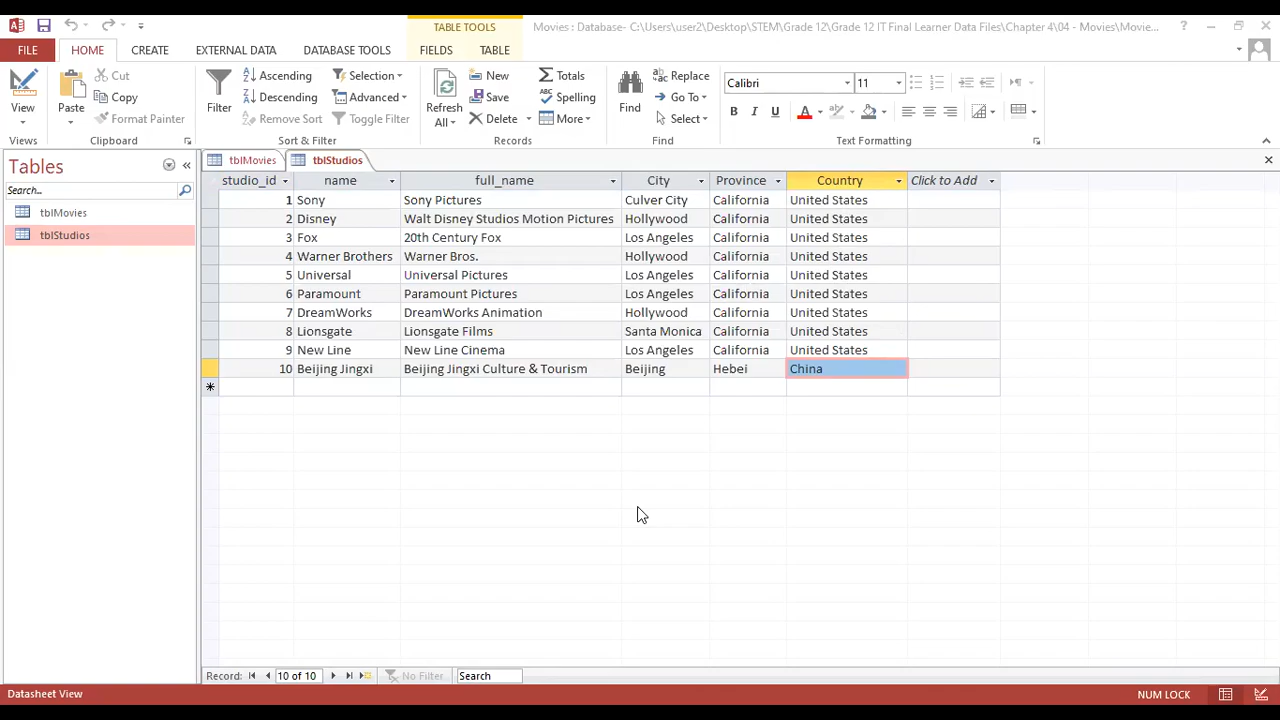 TABLE TOOLS
Movies : Database- C:\Users\user2\Desktop\STEM\Grade 12\Grade 12 IT Final Learner Data Files\Chapter 4\04 - Movies\Movie...
FILE HOME CREATE EXTERNAL DATA DATABASE TOOLS FIELDS TABLE
View
Views
Paste
Cut
Copy
Format Painter
Clipboard
Filter
Ascending
Descending
Remove Sort
Selection
Advanced
Toggle Filter
Sort & Filter
Refresh
All
New
Save
Delete
Totals
Spelling
More
Records
Find
Replace
Go To
Select
Find
Calibri 11
B I U A
Text Formatting
Tables
Search...
tblMovies
tblStudios
tblMovies tblStudios
studio_id name full_name City Province Country Click to Add
1 Sony Sony Pictures Culver City California United States
2 Disney Walt Disney Studios Motion Pictures Hollywood California United States
3 Fox 20th Century Fox Los Angeles California United States
4 Warner Brothers Warner Bros. Hollywood California United States
5 Universal Universal Pictures Los Angeles California United States
6 Paramount Paramount Pictures Los Angeles California United States
7 DreamWorks DreamWorks Animation Hollywood California United States
8 Lionsgate Lionsgate Films Santa Monica California United States
9 New Line New Line Cinema Los Angeles California United States
10 Beijing Jingxi Beijing Jingxi Culture & Tourism Beijing Hebei China
Record: 10 of 10 No Filter Search
Datasheet View NUM LOCK